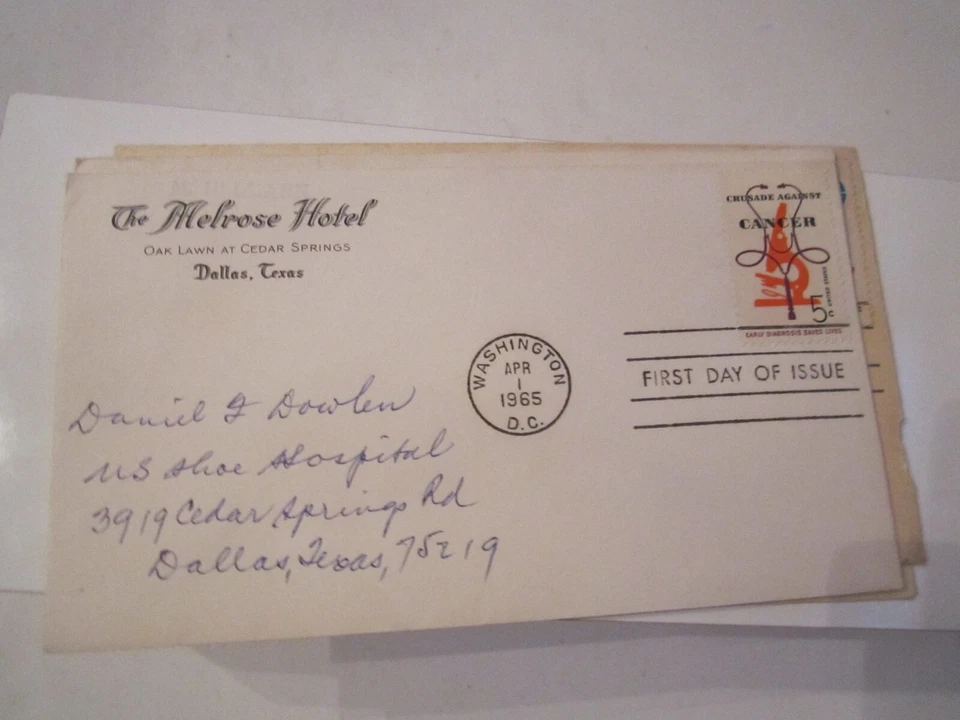 The Melrose Hotel
OAK LAWN AT CEDAR SPRINGS
Dallas, Texas
CRUSADE AGAINST
CANCER
5c
UNITED STATES
EARLY DIAGNOSIS SAVES LIVES
WASHINGTON
APR
1
1965
D.C.
FIRST DAY OF ISSUE
Daniel F Dowlen
US Shoe Hospital
3919 Cedar Springs Rd
Dallas, Texas, 75219